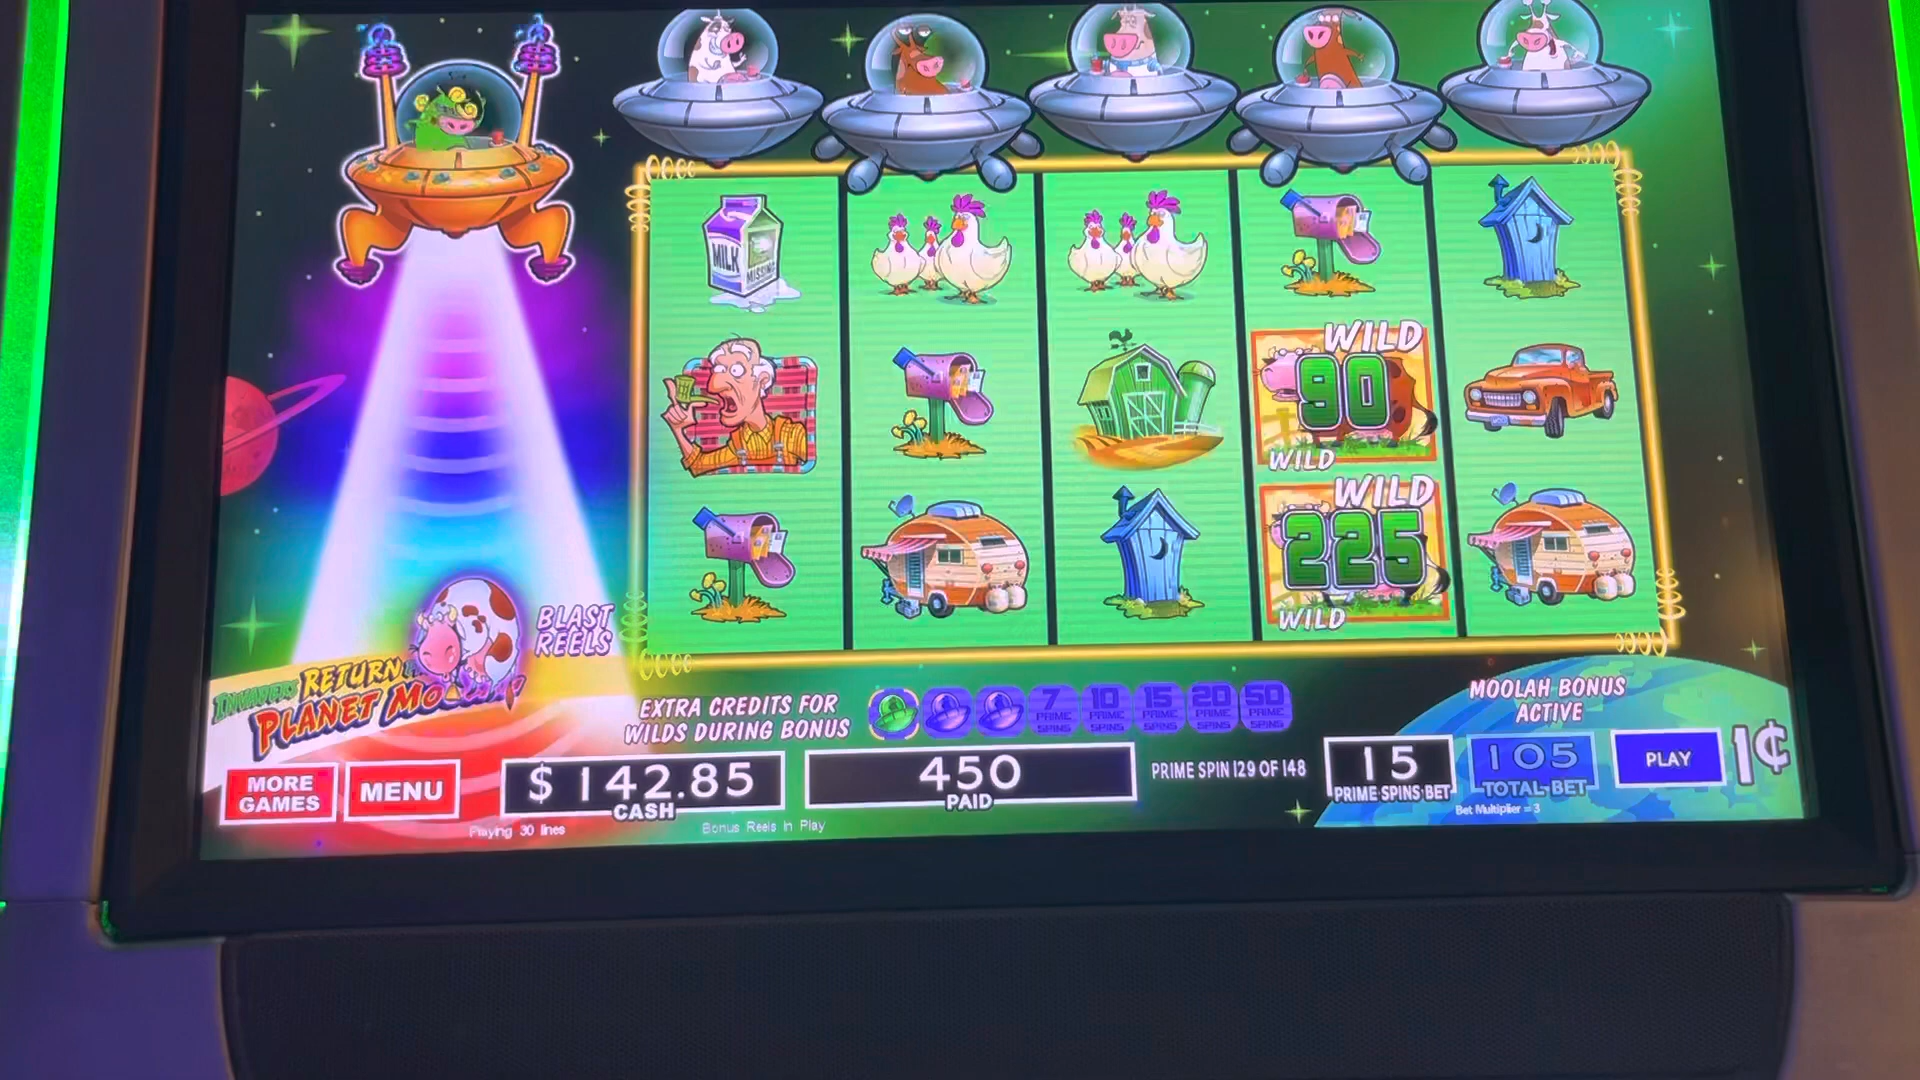 MILK
MISSING
WILD
90
WILD
WILD
225
WILD
BLAST
REELS
INVADERS RETURN
PLANET MOOLAH
EXTRA CREDITS FOR
WILDS DURING BONUS
7
PRIME
SPINS
10
PRIME
SPINS
15
PRIME
SPINS
20
PRIME
SPINS
50
PRIME
SPINS
MOOLAH BONUS
ACTIVE
MORE
GAMES
MENU
$ 142.85
CASH
450
PAID
PRIME SPIN 129 OF 148
15
PRIME SPINS BET
105
TOTAL BET
PLAY
1¢
Playing 30 lines
Bonus Reels In Play
Bet Multiplier = 3